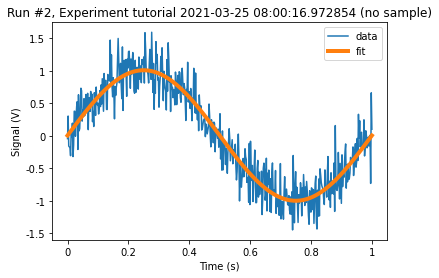 Run #2, Experiment tutorial 2021-03-25 08:00:16.972854 (no sample)
data
fit
Signal (V)
1.5
1
0.5
0
-0.5
-1
-1.5
0 0.2 0.4 0.6 0.8 1
Time (s)